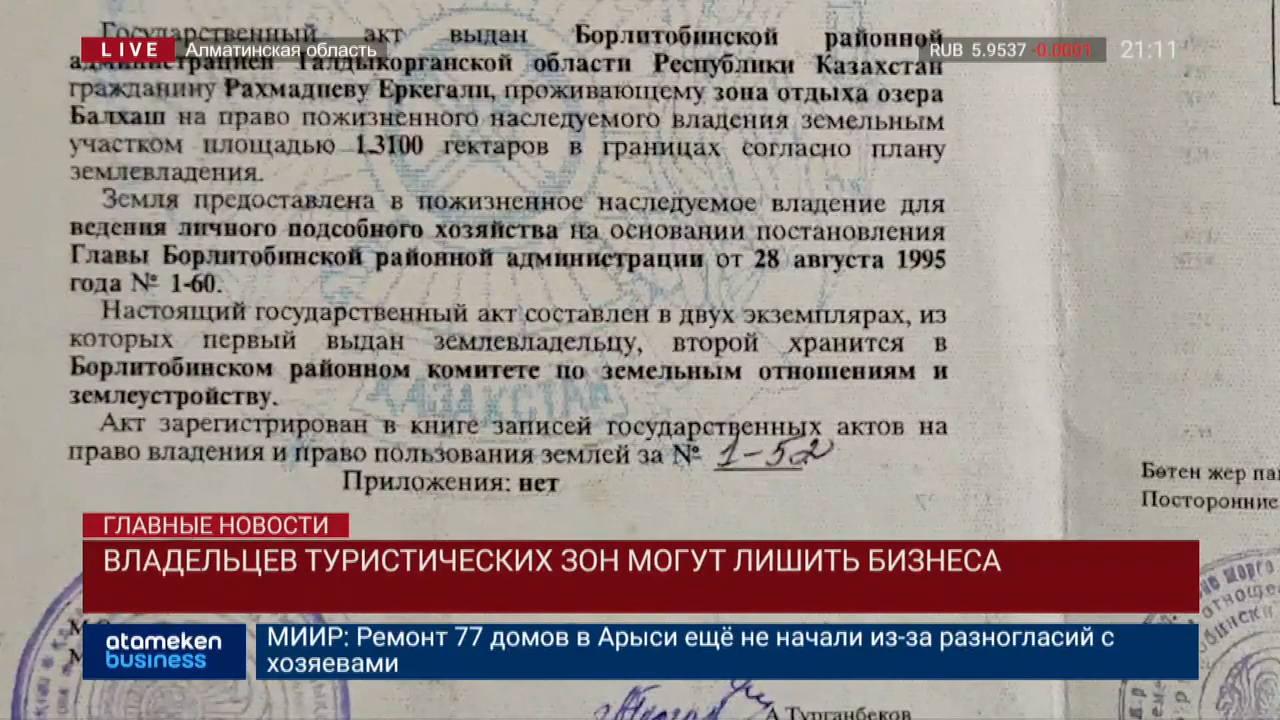 Государственный акт выдан Борлитобинской районной
LIVE
Алматинская область
RUB 5.9537 -0.0001
21:11
администрацией Талдыкорганской области Республики Казахстан
гражданину Рахмадиеву Еркегали, проживающему зона отдыха озера
Балхаш на право пожизненного наследуемого владения земельным
участком площадью 1.3100 гектаров в границах согласно плану
землевладения.
Земля предоставлена в пожизненное наследуемое владение для
ведения личного подсобного хозяйства на основании постановления
Главы Борлитобинской районной администрации от 28 августа 1995
года № 1-60.
Настоящий государственный акт составлен в двух экземплярах, из
которых первый выдан землевладельцу, второй хранится в
Борлитобинском районном комитете по земельным отношениям и
землеустройству.
ҚАЗАҚСТАН
Акт зарегистрирован в книге записей государственных актов на
право владения и право пользования землей за № 1-52
Приложения: нет
Бөтен жер
Посторонние
ГЛАВНЫЕ НОВОСТИ
ВЛАДЕЛЬЦЕВ ТУРИСТИЧЕСКИХ ЗОН МОГУТ ЛИШИТЬ БИЗНЕСА
atameken
business
МИИР: Ремонт 77 домов в Арыси ещё не начали из-за разногласий с
хозяевами
А.Турганбеков